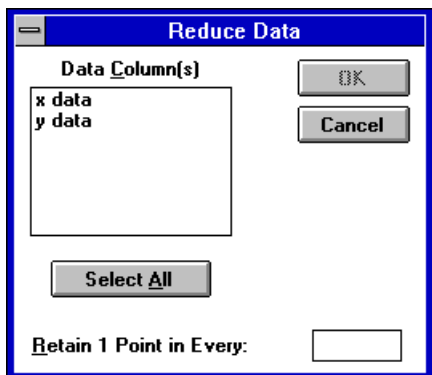 Reduce Data
Data Column(s)
x data
y data
OK
Cancel
Select All
Retain 1 Point in Every: